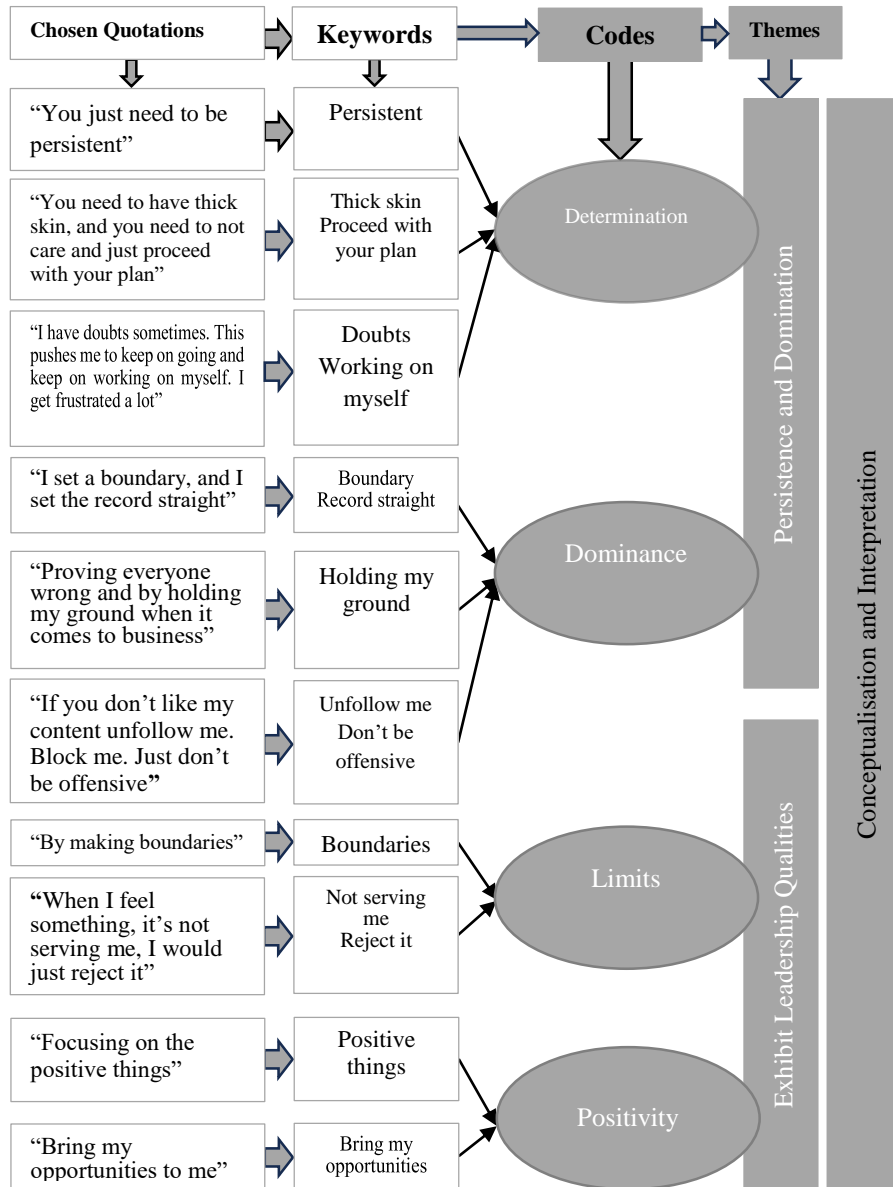 Chosen Quotations
Keywords
Codes
Themes
“You just need to be
persistent”
Persistent
“You need to have thick
skin, and you need to not
care and just proceed
with your plan”
Thick skin
Proceed with
your plan
Determination
“I have doubts sometimes. This
pushes me to keep on going and
keep on working on myself. I
get frustrated a lot”
Doubts
Working on
myself
“I set a boundary, and I
set the record straight”
Boundary
Record straight
“Proving everyone
wrong and by holding
my ground when it
comes to business”
Holding my
ground
Dominance
“If you don’t like my
content unfollow me.
Block me. Just don’t
be offensive”
Unfollow me
Don’t be
offensive
Persistence and Domination
“By making boundaries”
Boundaries
“When I feel
something, it’s not
serving me, I would
just reject it”
Not serving
me
Reject it
Limits
“Focusing on the
positive things”
Positive
things
“Bring my
opportunities to me”
Bring my
opportunities
Positivity
Exhibit Leadership Qualities
Conceptualisation and Interpretation